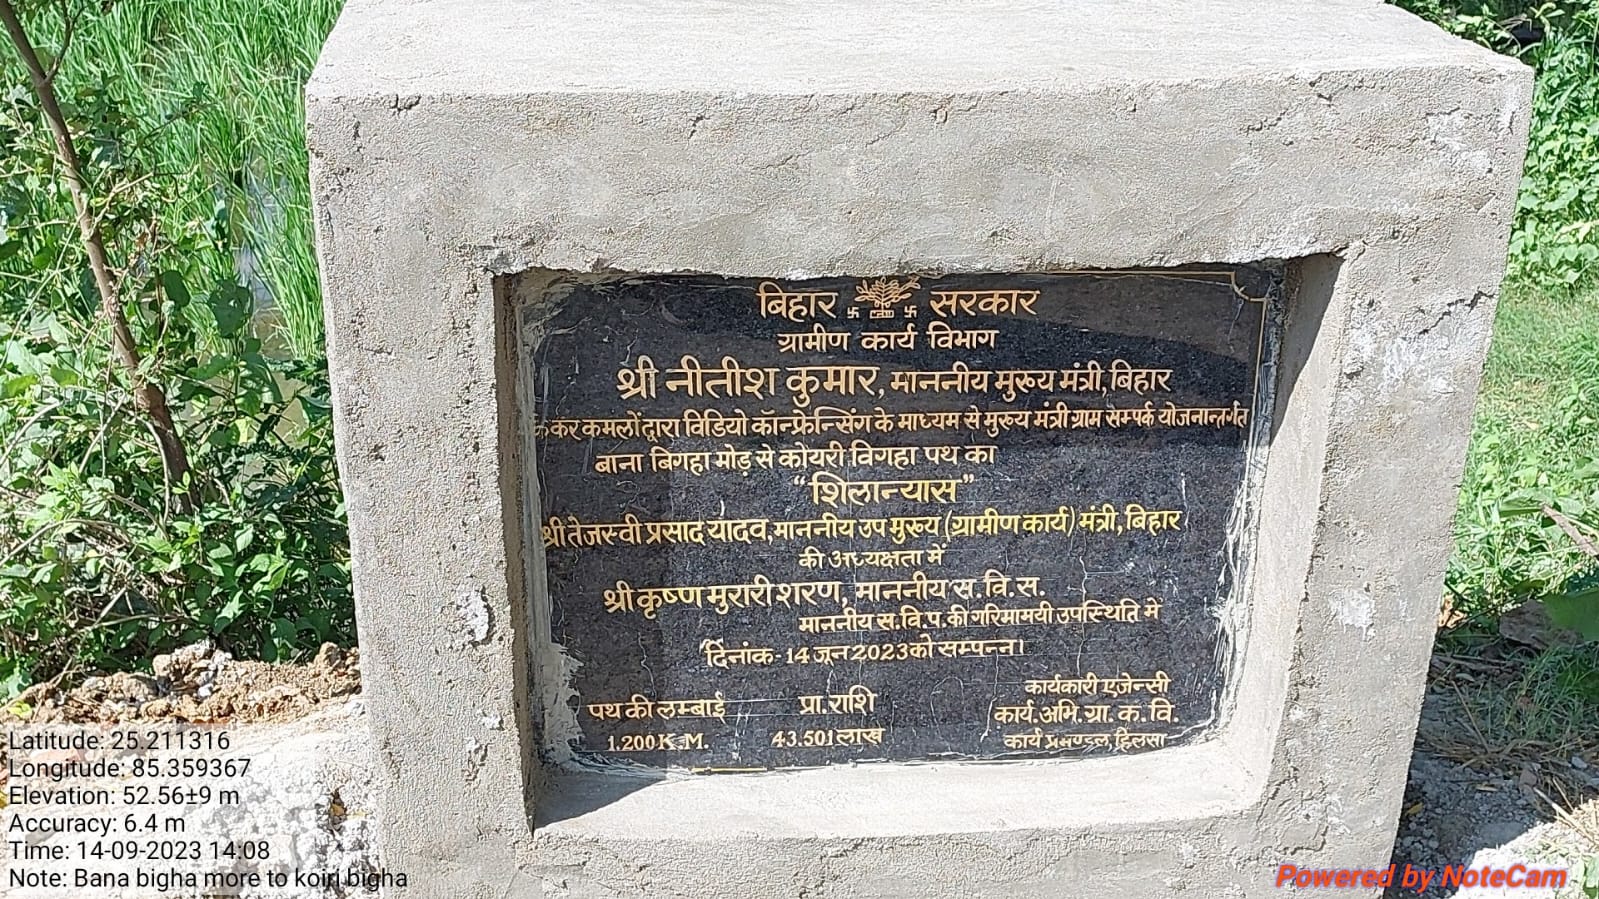 बिहार सरकार
ग्रामीण कार्य विभाग
श्री नीतीश कुमार, माननीय मुख्य मंत्री, बिहार
के कर कमलों द्वारा विडियो कॉन्फ्रेन्सिंग के माध्यम से मुख्य मंत्री ग्राम सम्पर्क योजनान्तर्गत
बाना बिगहा मोड़ से कोयरी विगहा पथ का
"शिलान्यास"
श्री तेजस्वी प्रसाद यादव, माननीय उप मुख्य (ग्रामीण कार्य) मंत्री, बिहार
की अध्यक्षता में
श्री कृष्ण मुरारी शरण, माननीय स. वि. स.
माननीय स. वि. प. की गरिमामयी उपस्थिति में
दिनांक - 14 जून 2023 को सम्पन्न।
पथ की लम्बाई प्रा. राशि कार्यकारी एजेन्सी
1.200 K.M. 43.501 लाख कार्य. अभि. ग्रा. क. वि.
कार्य प्रमण्डल, हिलसा
Latitude: 25.211316
Longitude: 85.359367
Elevation: 52.56±9 m
Accuracy: 6.4 m
Time: 14-09-2023 14:08
Note: Bana bigha more to koiri bigha
Powered by NoteCam